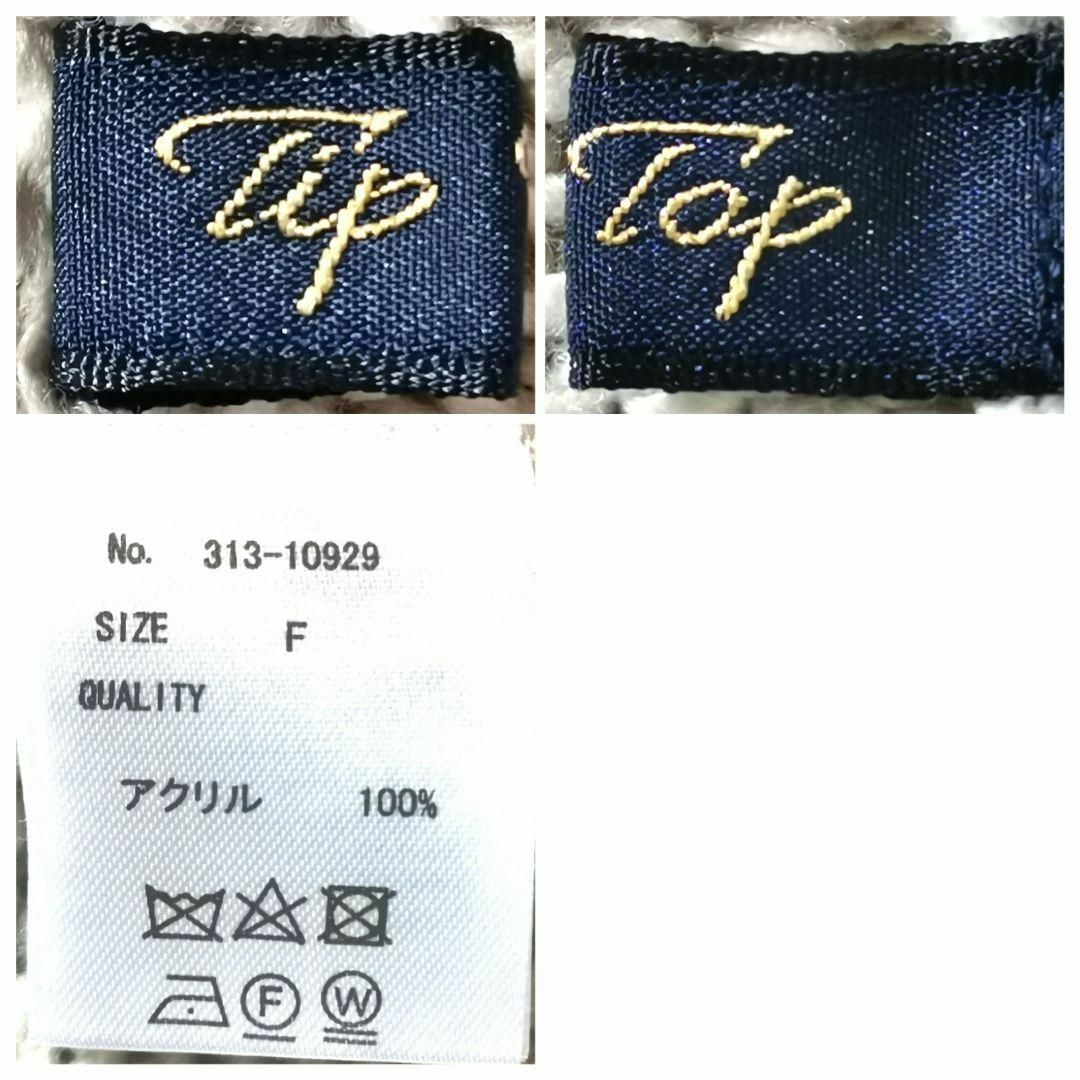 Tip
Top
No. 313-10929
SIZE F
QUALITY
アクリル 100%
F W